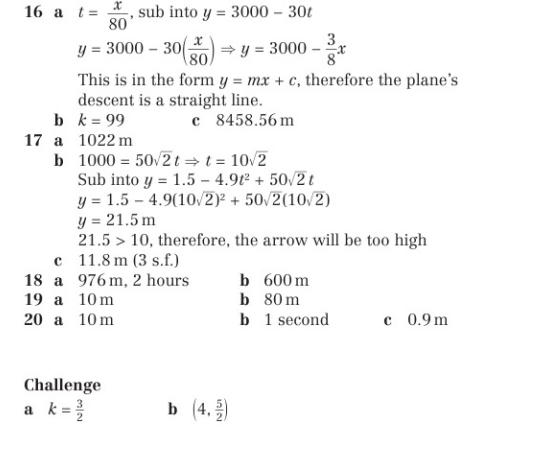 16 a t = x/80, sub into y = 3000 − 30t
y = 3000 − 30(x/80) ⇒ y = 3000 − 3/8x
This is in the form y = mx + c, therefore the plane's
descent is a straight line.
b k = 99 c 8458.56 m
17 a 1022 m
b 1000 = 50√2 t ⇒ t = 10√2
Sub into y = 1.5 − 4.9t² + 50√2 t
y = 1.5 − 4.9(10√2)² + 50√2(10√2)
y = 21.5 m
21.5 > 10, therefore, the arrow will be too high
c 11.8 m (3 s.f.)
18 a 976 m, 2 hours b 600 m
19 a 10 m b 80 m
20 a 10 m b 1 second c 0.9 m
Challenge
a k = 3/2 b (4, 5/2)